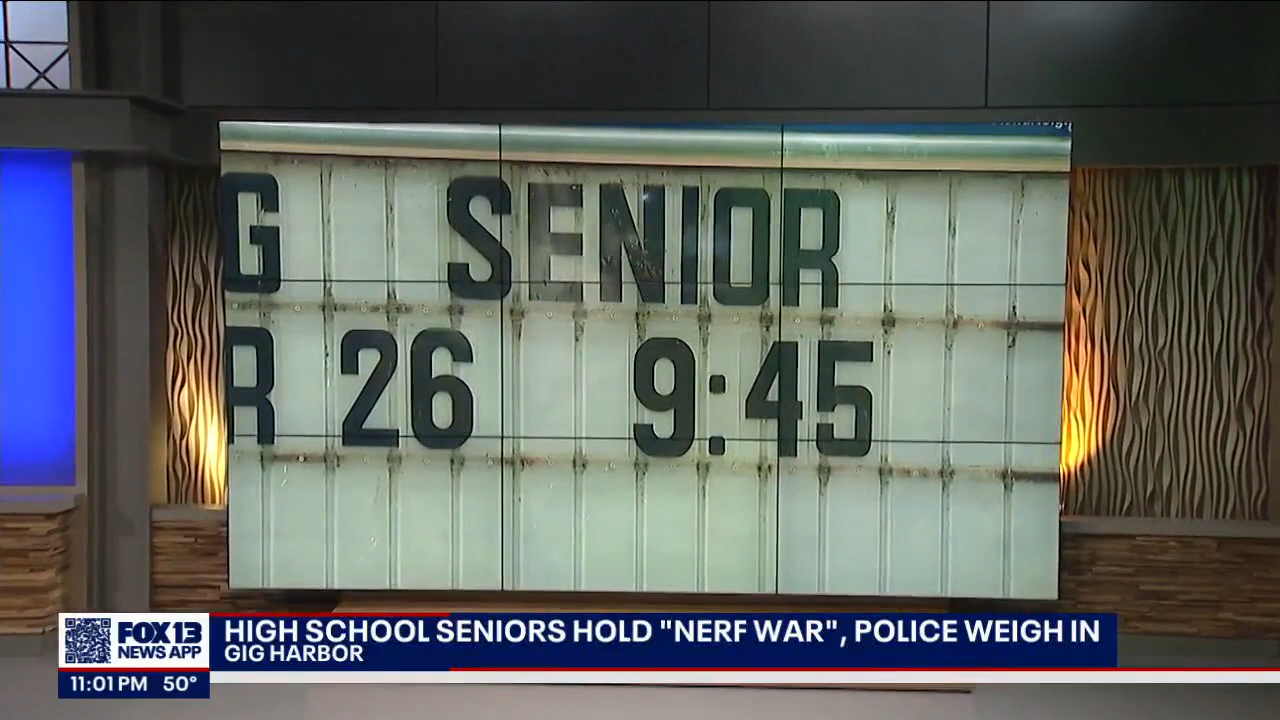 G SENIOR
R 26 9:45
FOX 13
NEWS APP
HIGH SCHOOL SENIORS HOLD "NERF WAR", POLICE WEIGH IN
GIG HARBOR
11:01 PM 50°